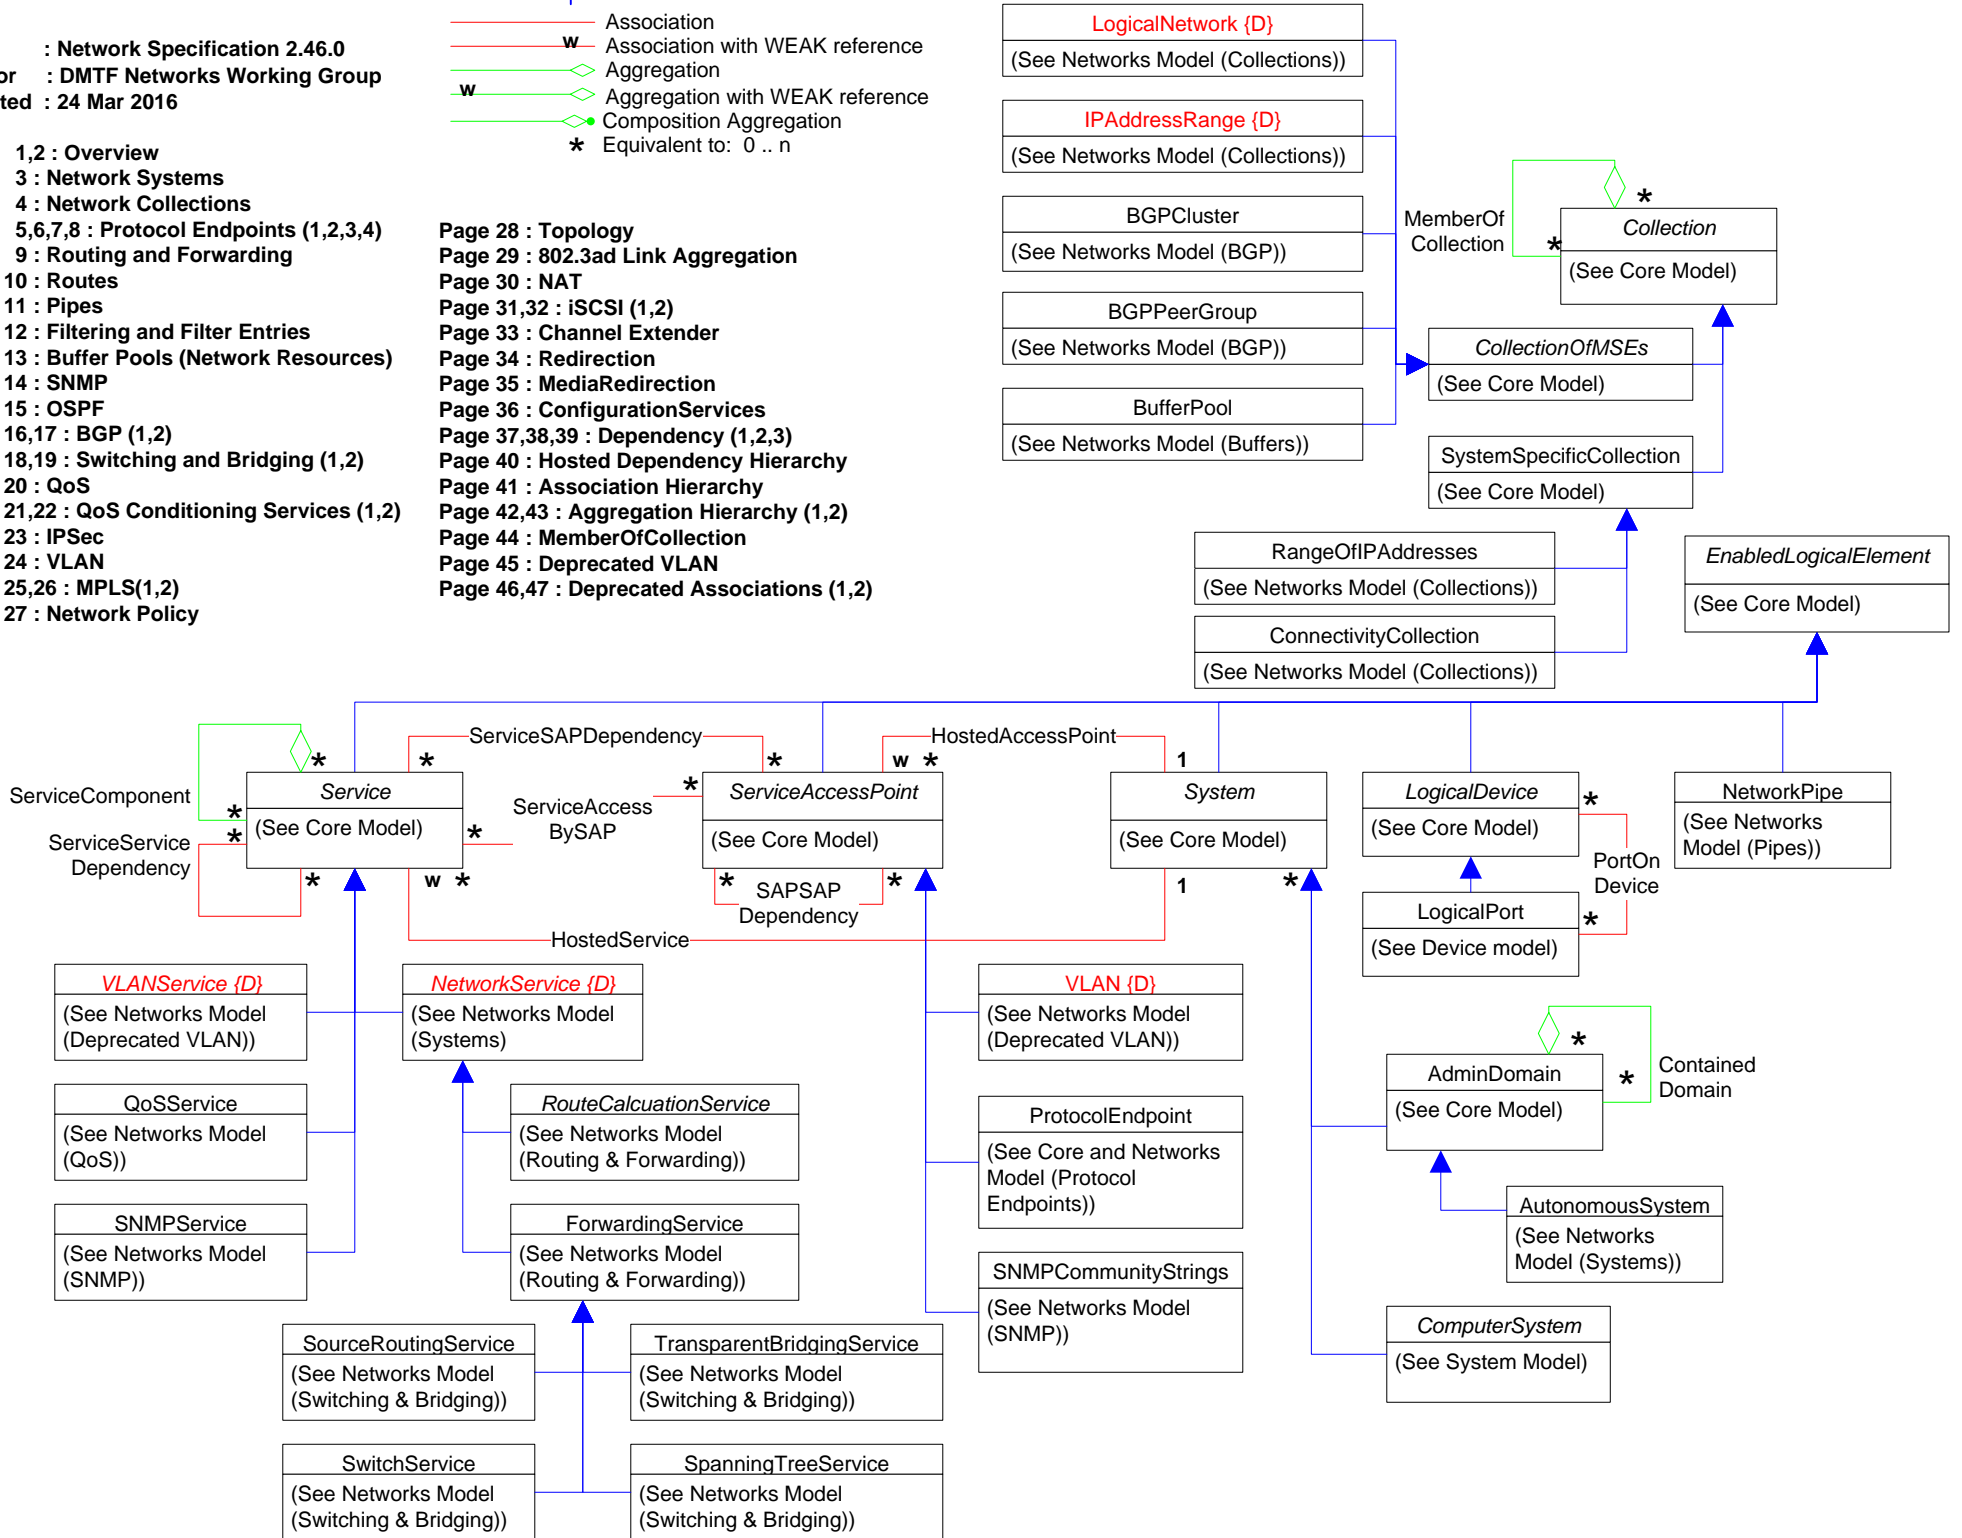 : Network Specification 2.46.0
or : DMTF Networks Working Group
ted : 24 Mar 2016
Association
w Association with WEAK reference
Aggregation
w Aggregation with WEAK reference
Composition Aggregation
* Equivalent to: 0 .. n
1,2 : Overview
3 : Network Systems
4 : Network Collections
5,6,7,8 : Protocol Endpoints (1,2,3,4)
9 : Routing and Forwarding
10 : Routes
11 : Pipes
12 : Filtering and Filter Entries
13 : Buffer Pools (Network Resources)
14 : SNMP
15 : OSPF
16,17 : BGP (1,2)
18,19 : Switching and Bridging (1,2)
20 : QoS
21,22 : QoS Conditioning Services (1,2)
23 : IPSec
24 : VLAN
25,26 : MPLS(1,2)
27 : Network Policy
Page 28 : Topology
Page 29 : 802.3ad Link Aggregation
Page 30 : NAT
Page 31,32 : iSCSI (1,2)
Page 33 : Channel Extender
Page 34 : Redirection
Page 35 : MediaRedirection
Page 36 : ConfigurationServices
Page 37,38,39 : Dependency (1,2,3)
Page 40 : Hosted Dependency Hierarchy
Page 41 : Association Hierarchy
Page 42,43 : Aggregation Hierarchy (1,2)
Page 44 : MemberOfCollection
Page 45 : Deprecated VLAN
Page 46,47 : Deprecated Associations (1,2)
LogicalNetwork {D}
(See Networks Model (Collections))
IPAddressRange {D}
(See Networks Model (Collections))
BGPCluster
(See Networks Model (BGP))
BGPPeerGroup
(See Networks Model (BGP))
BufferPool
(See Networks Model (Buffers))
MemberOf
Collection
*
*
Collection
(See Core Model)
CollectionOfMSEs
(See Core Model)
SystemSpecificCollection
(See Core Model)
RangeOfIPAddresses
(See Networks Model (Collections))
ConnectivityCollection
(See Networks Model (Collections))
EnabledLogicalElement
(See Core Model)
ServiceComponent
*
*
ServiceService
Dependency
*
*
Service
(See Core Model)
* ServiceSAPDependency *
* ServiceAccess
BySAP *
ServiceAccessPoint
(See Core Model)
* SAPSAP
Dependency *
w * HostedAccessPoint 1
w * HostedService 1
System
(See Core Model)
*
LogicalDevice
(See Core Model)
*
PortOn
Device
*
LogicalPort
(See Device model)
NetworkPipe
(See Networks
Model (Pipes))
VLANService {D}
(See Networks Model
(Deprecated VLAN))
NetworkService {D}
(See Networks Model
(Systems)
QoSService
(See Networks Model
(QoS))
RouteCalcuationService
(See Networks Model
(Routing & Forwarding))
SNMPService
(See Networks Model
(SNMP))
ForwardingService
(See Networks Model
(Routing & Forwarding))
SourceRoutingService
(See Networks Model
(Switching & Bridging))
TransparentBridgingService
(See Networks Model
(Switching & Bridging))
SwitchService
(See Networks Model
(Switching & Bridging))
SpanningTreeService
(See Networks Model
(Switching & Bridging))
VLAN {D}
(See Networks Model
(Deprecated VLAN))
ProtocolEndpoint
(See Core and Networks
Model (Protocol
Endpoints))
SNMPCommunityStrings
(See Networks Model
(SNMP))
AdminDomain
(See Core Model)
*
*
Contained
Domain
AutonomousSystem
(See Networks
Model (Systems))
ComputerSystem
(See System Model)